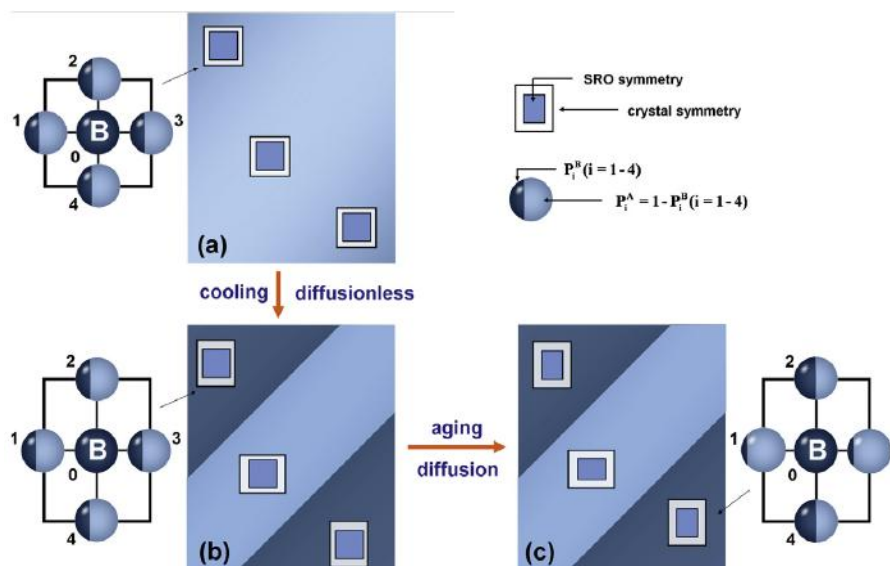 2
1
B
3
0
4
(a)
SRO symmetry
crystal symmetry
P_i^B(i = 1 - 4)
P_i^A = 1 - P_i^B(i = 1 - 4)
cooling diffusionless
2
1
B
3
0
4
(b)
aging
diffusion
(c)
2
1
B
3
0
4